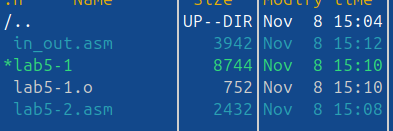 .n Name Size Modify time
/.. UP--DIR Nov 8 15:04
in_out.asm 3942 Nov 8 15:12
*lab5-1 8744 Nov 8 15:10
lab5-1.o 752 Nov 8 15:10
lab5-2.asm 2432 Nov 8 15:08